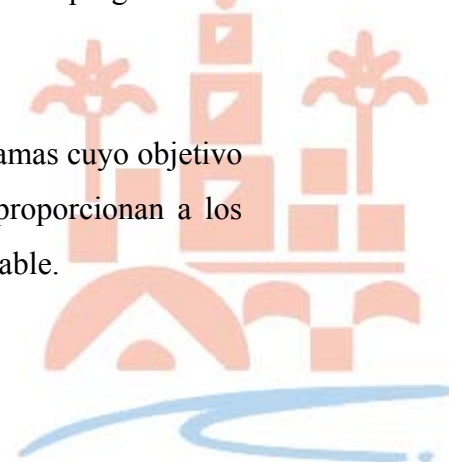 amas cuyo objetivo
proporcionan a los
able.